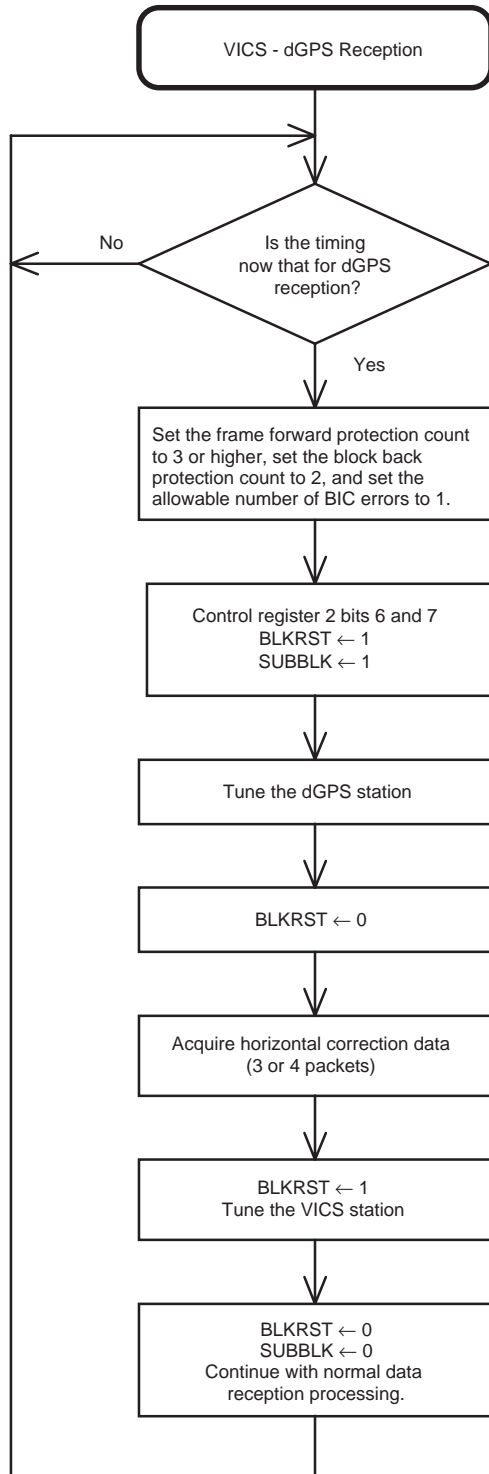 VICS - dGPS Reception
No
Is the timing
now that for dGPS
reception?
Yes
Set the frame forward protection count
to 3 or higher, set the block back
protection count to 2, and set the
allowable number of BIC errors to 1.
Control register 2 bits 6 and 7
BLKRST ← 1
SUBBLK ← 1
Tune the dGPS station
BLKRST ← 0
Acquire horizontal correction data
(3 or 4 packets)
BLKRST ← 1
Tune the VICS station
BLKRST ← 0
SUBBLK ← 0
Continue with normal data
reception processing.